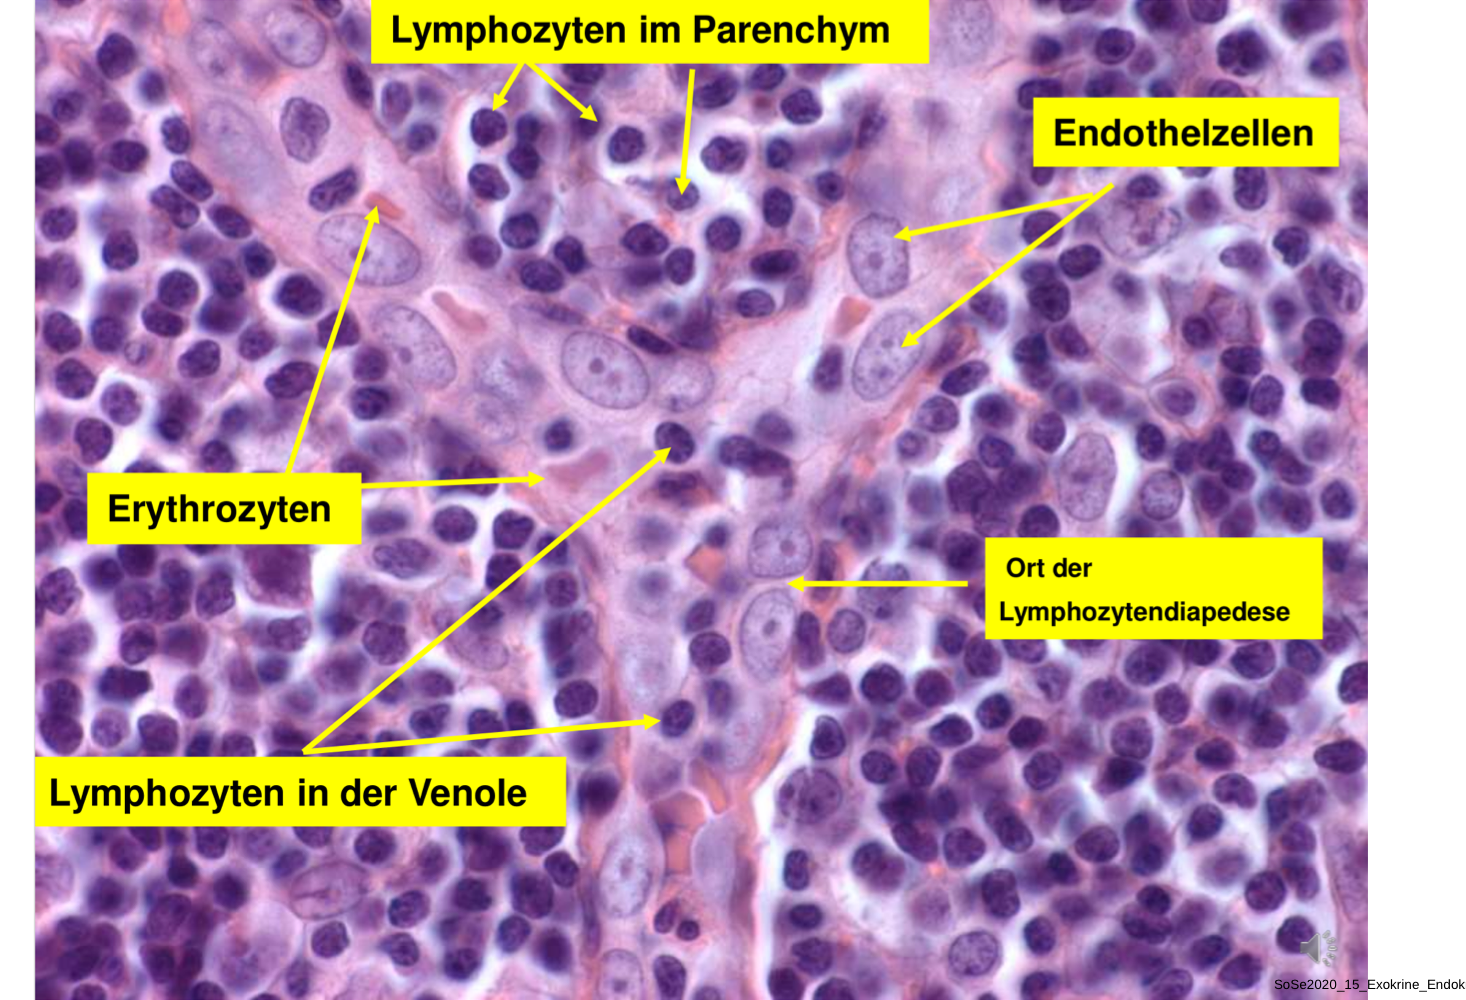 Lymphozyten im Parenchym
Endothelzellen
Erythrozyten
Ort der
Lymphozytendiapedese
Lymphozyten in der Venole
SoSe2020_15_Exokrine_Endok